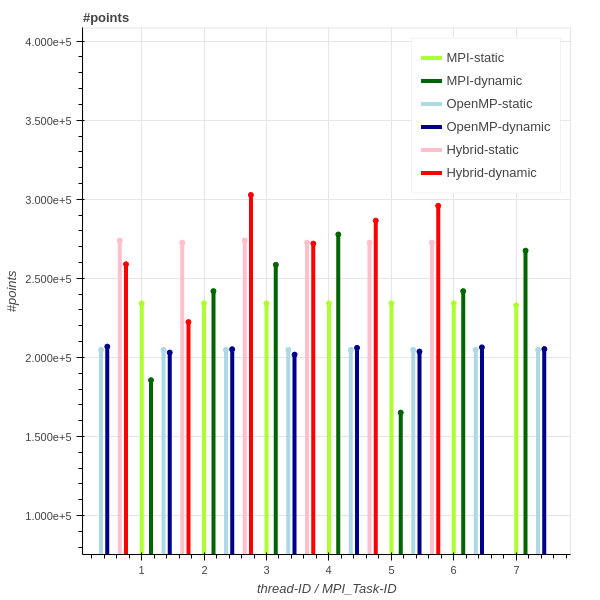 #points
4.000e+5
3.500e+5
3.000e+5
2.500e+5
2.000e+5
1.500e+5
1.000e+5
#points
MPI-static
MPI-dynamic
OpenMP-static
OpenMP-dynamic
Hybrid-static
Hybrid-dynamic
1 2 3 4 5 6 7
thread-ID / MPI_Task-ID